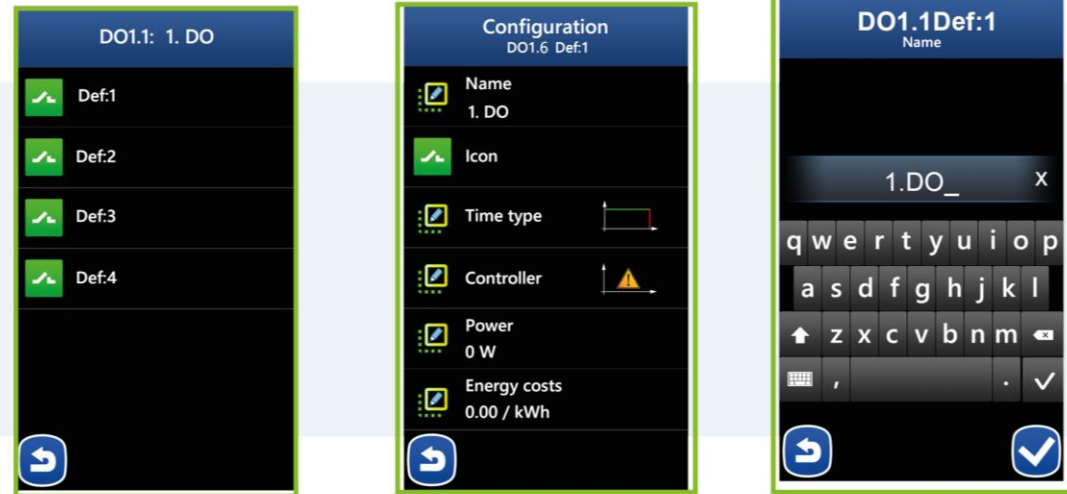 DO1.1: 1. DO
Def:1
Def:2
Def:3
Def:4
Configuration
DO1.6 Def:1
Name
1. DO
Icon
Time type
Controller
Power
0 W
Energy costs
0.00 / kWh
DO1.1Def:1
Name
1.DO_ x
q w e r t y u i o p
a s d f g h j k l
z x c v b n m
, .